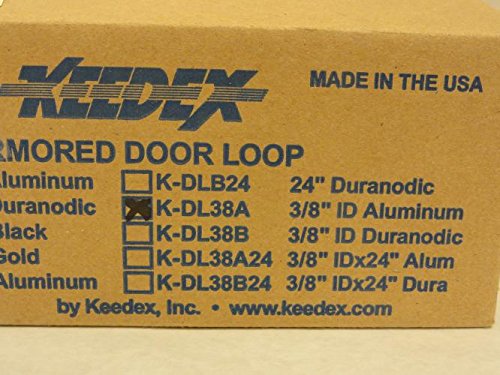 KEEDEX
MADE IN THE USA
RMORED DOOR LOOP
Aluminum K-DLB24 24" Duranodic
Duranodic K-DL38A 3/8" ID Aluminum
Black K-DL38B 3/8" ID Duranodic
Gold K-DL38A24 3/8" IDx24" Alum
Aluminum K-DL38B24 3/8" IDx24" Dura
by Keedex, Inc. • www.keedex.com